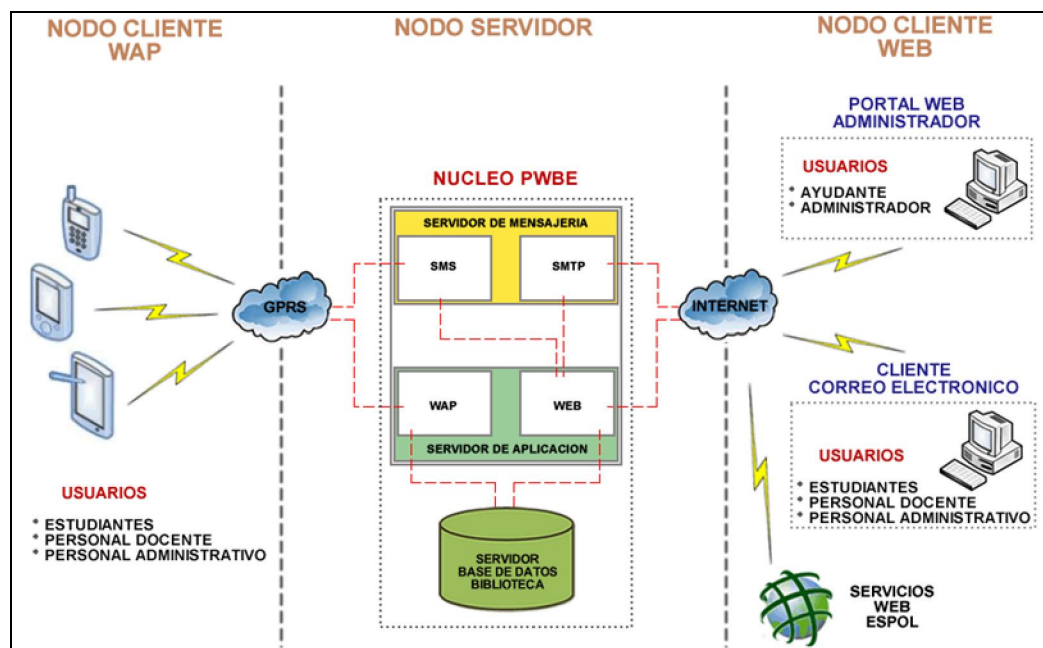 NODO CLIENTE
WAP
NODO SERVIDOR
NODO CLIENTE
WEB
PORTAL WEB
ADMINISTRADOR
USUARIOS
* AYUDANTE
* ADMINISTRADOR
NUCLEO PWBE
SERVIDOR DE MENSAJERIA
SMS
SMTP
GPRS
INTERNET
WAP
WEB
SERVIDOR DE APLICACION
SERVIDOR
BASE DE DATOS
BIBLIOTECA
USUARIOS
* ESTUDIANTES
* PERSONAL DOCENTE
* PERSONAL ADMINISTRATIVO
CLIENTE
CORREO ELECTRONICO
USUARIOS
* ESTUDIANTES
* PERSONAL DOCENTE
* PERSONAL ADMINISTRATIVO
SERVICIOS
WEB
ESPOL